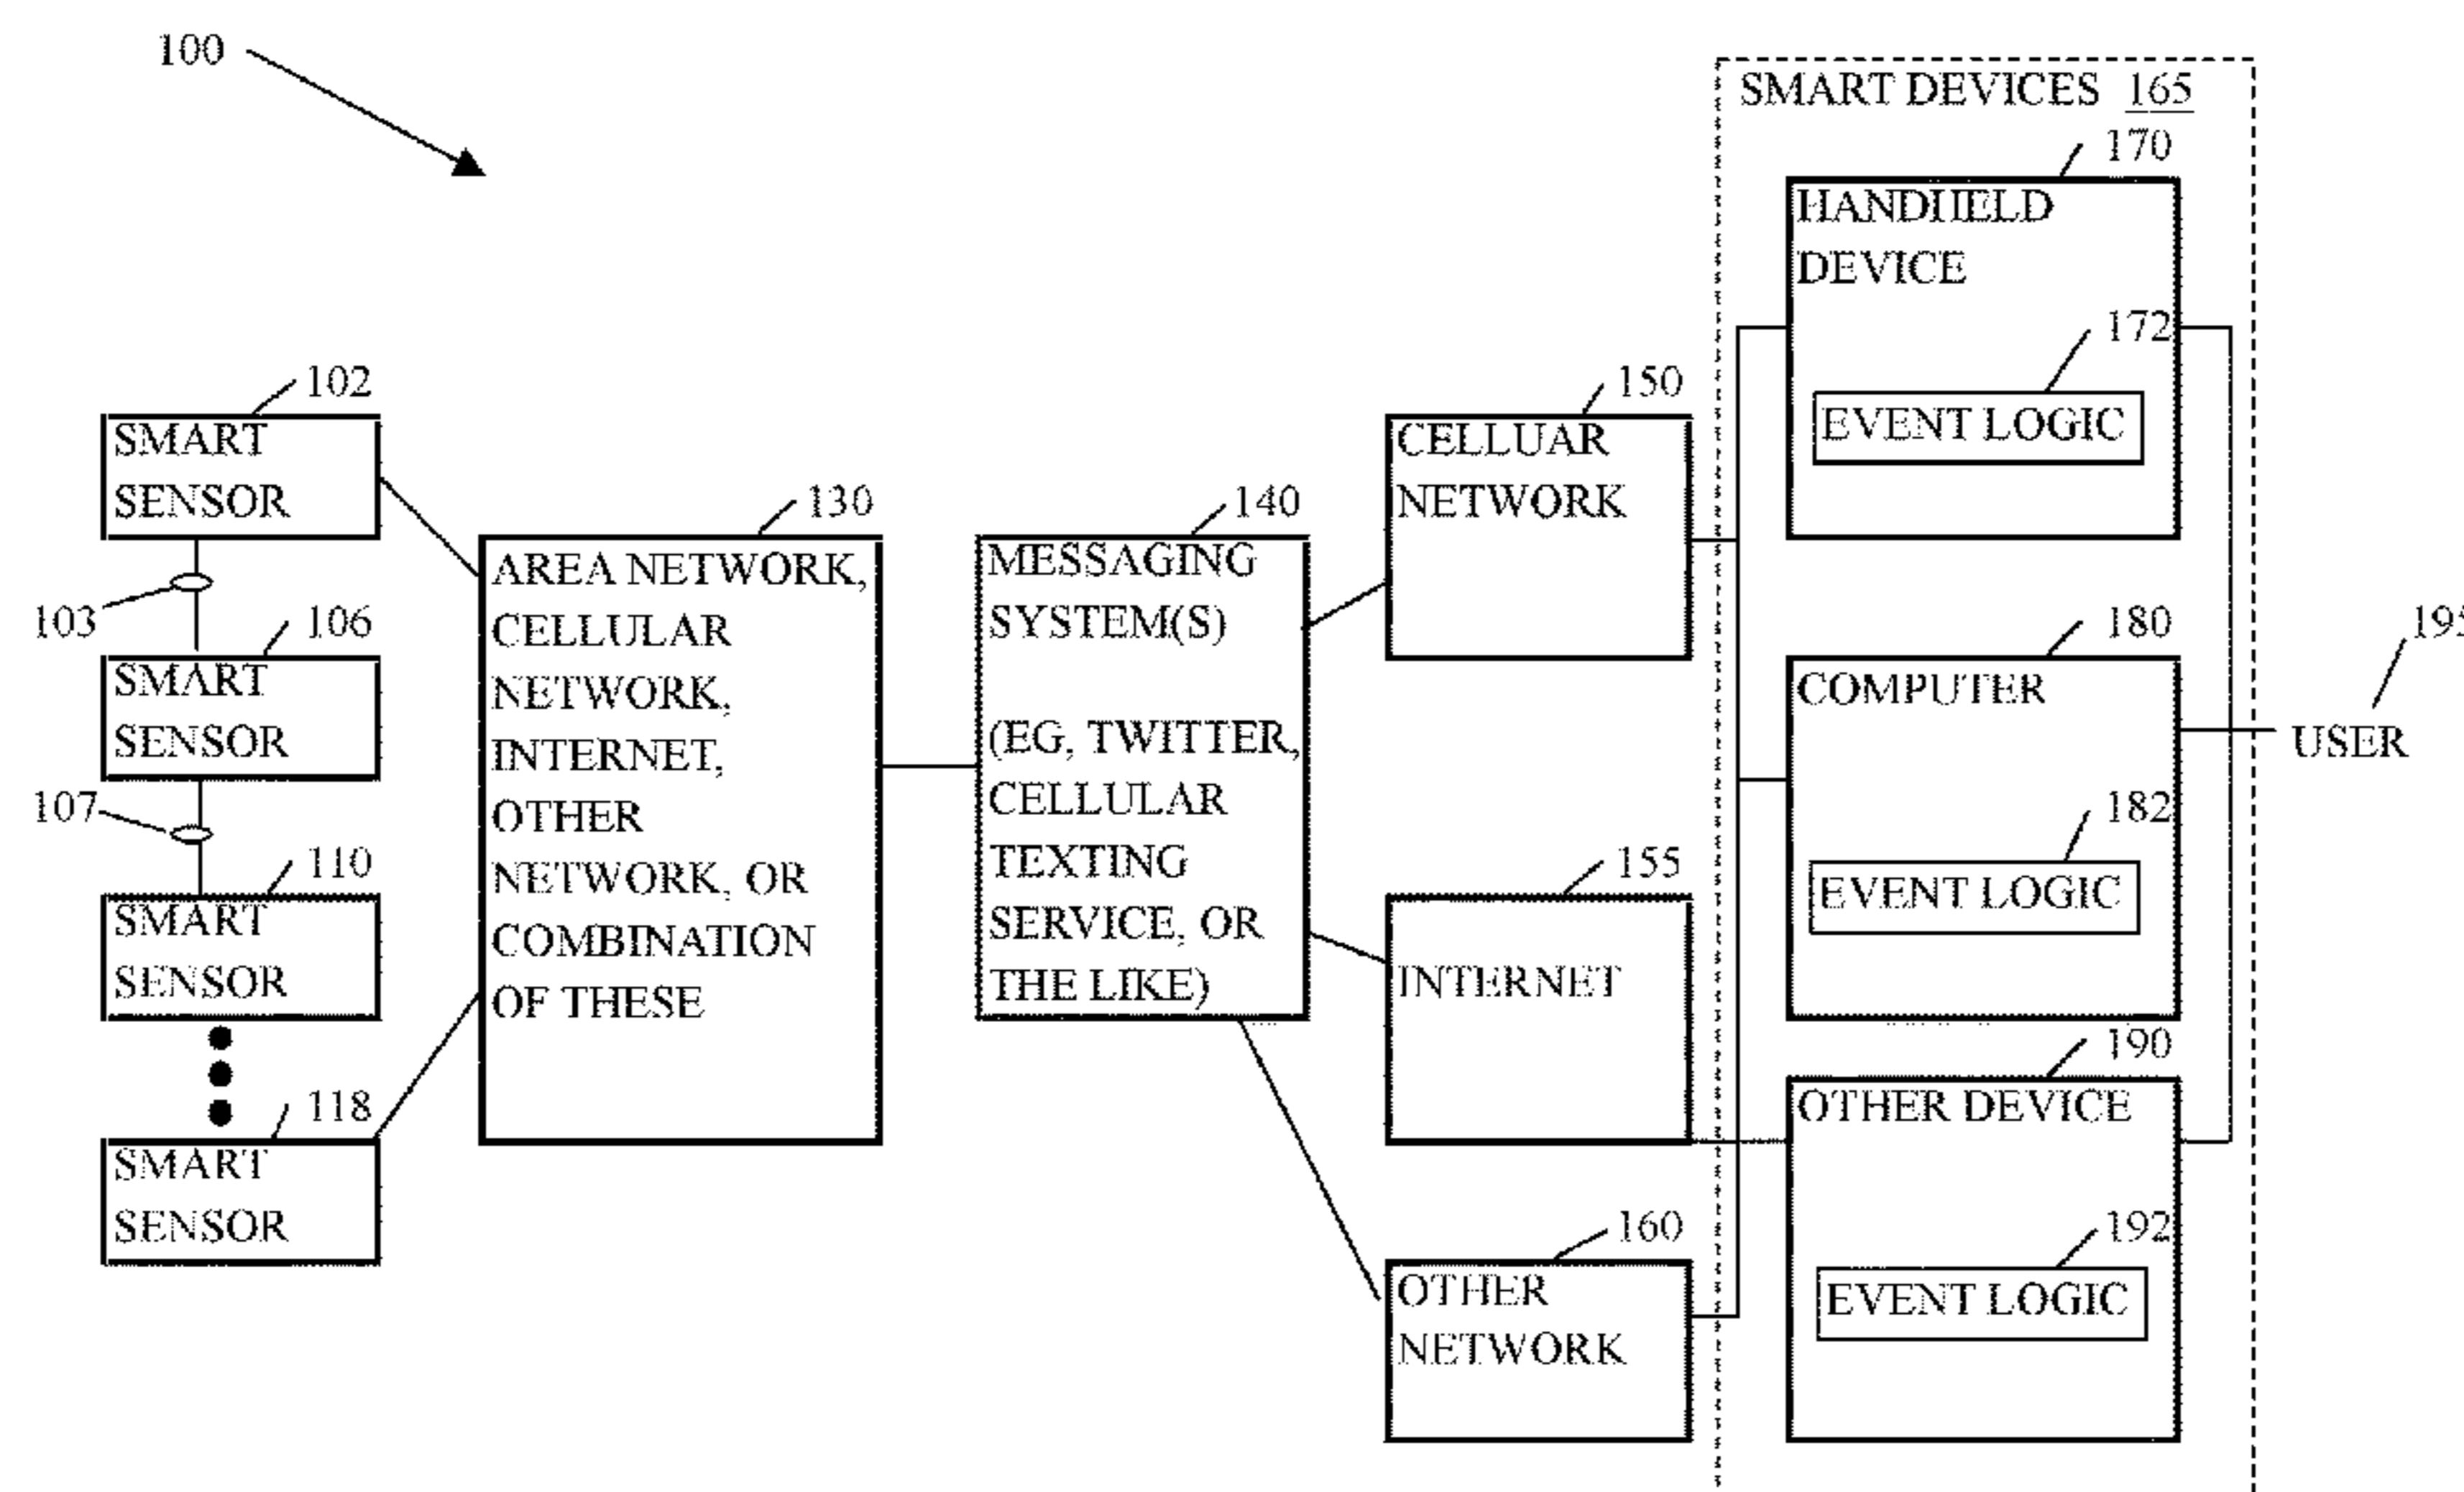 100
SMART DEVICES 165
170
HANDHELD
DEVICE
172
EVENT LOGIC
102
SMART
SENSOR
103
106
SMART
SENSOR
107
110
SMART
SENSOR
118
SMART
SENSOR
130
AREA NETWORK,
CELLULAR
NETWORK,
INTERNET,
OTHER
NETWORK, OR
COMBINATION
OF THESE
140
MESSAGING
SYSTEM(S)
(EG, TWITTER,
CELLULAR
TEXTING
SERVICE, OR
THE LIKE)
150
CELLUAR
NETWORK
155
INTERNET
160
OTHER
NETWORK
180
COMPUTER
182
EVENT LOGIC
190
OTHER DEVICE
192
EVENT LOGIC
195
USER